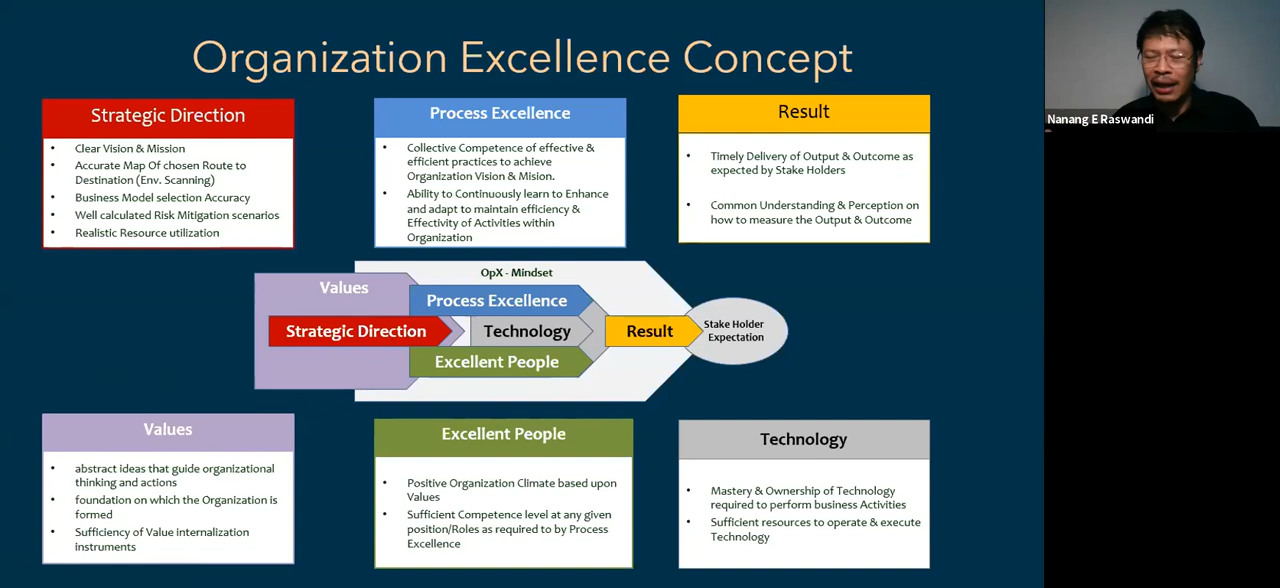 Organization Excellence Concept
Nanang E Raswandi
Strategic Direction
• Clear Vision & Mission
• Accurate Map Of chosen Route to
Destination (Env. Scanning)
• Business Model selection Accuracy
• Well calculated Risk Mitigation scenarios
• Realistic Resource utilization
Process Excellence
• Collective Competence of effective &
efficient practices to achieve
Organization Vision & Mision.
• Ability to Continuously learn to Enhance
and adapt to maintain efficiency &
Effectivity of Activities within
Organization
Result
• Timely Delivery of Output & Outcome as
expected by Stake Holders
• Common Understanding & Perception on
how to measure the Output & Outcome
OpX - Mindset
Values
Process Excellence
Strategic Direction
Technology
Result
Stake Holder
Expectation
Excellent People
Values
• abstract ideas that guide organizational
thinking and actions
• foundation on which the Organization is
formed
• Sufficiency of Value internalization
instruments
Excellent People
• Positive Organization Climate based upon
Values
• Sufficient Competence level at any given
position/Roles as required to by Process
Excellence
Technology
• Mastery & Ownership of Technology
required to perform business Activities
• Sufficient resources to operate & execute
Technology